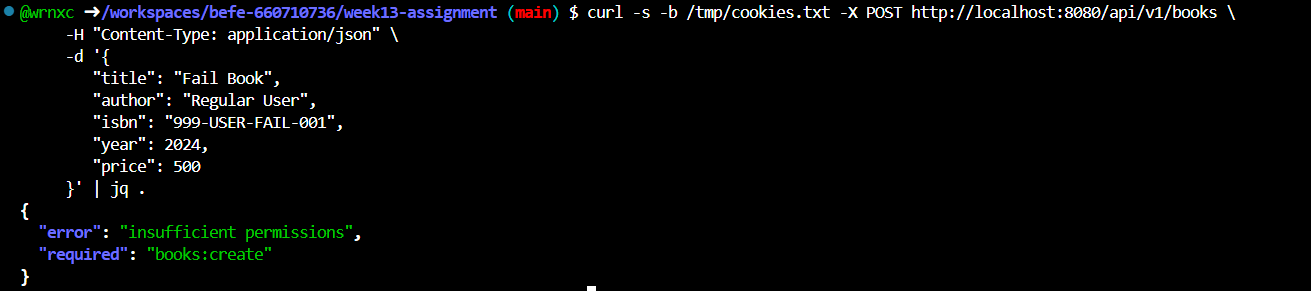 @wrnxc ➜/workspaces/befe-660710736/week13-assignment (main) $ curl -s -b /tmp/cookies.txt -X POST http://localhost:8080/api/v1/books \
     -H "Content-Type: application/json" \
     -d '{
        "title": "Fail Book",
        "author": "Regular User",
        "isbn": "999-USER-FAIL-001",
        "year": 2024,
        "price": 500
     }' | jq .
{
  "error": "insufficient permissions",
  "required": "books:create"
}